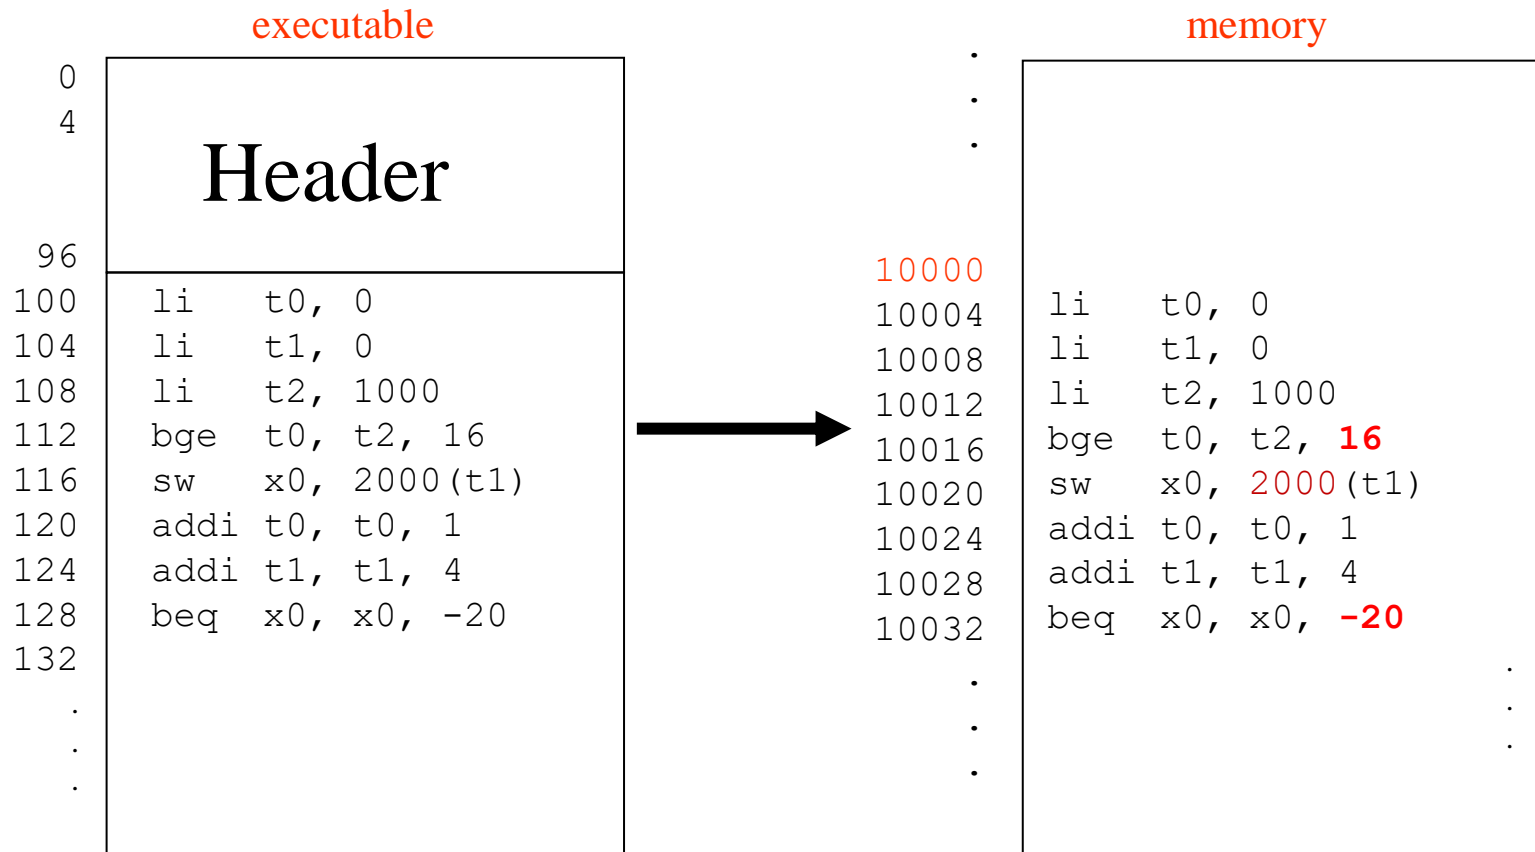 executable
0
4
Header
96
100 li t0, 0
104 li t1, 0
108 li t2, 1000
112 bge t0, t2, 16
116 sw x0, 2000(t1)
120 addi t0, t0, 1
124 addi t1, t1, 4
128 beq x0, x0, -20
132
.
.
.
memory
.
.
.
10000
10004 li t0, 0
10008 li t1, 0
10012 li t2, 1000
10016 bge t0, t2, 16
10020 sw x0, 2000(t1)
10024 addi t0, t0, 1
10028 addi t1, t1, 4
10032 beq x0, x0, -20
.
.
.
.
.
.